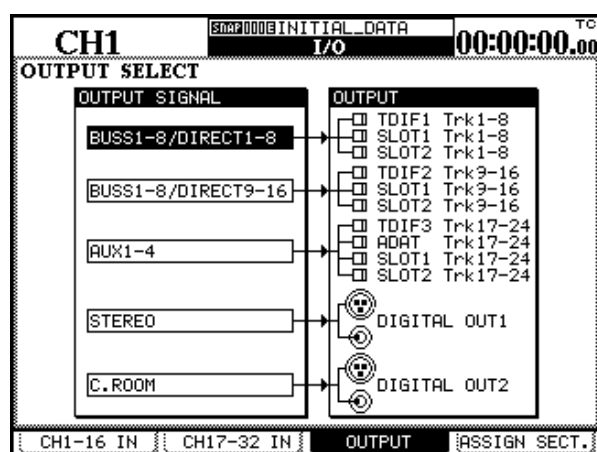 CH1
SNAP000 INITIAL_DATA
I/O
TC
00:00:00.00
OUTPUT SELECT
OUTPUT SIGNAL
OUTPUT
BUSS1-8/DIRECT1-8
TDIF1 Trk1-8
SLOT1 Trk1-8
SLOT2 Trk1-8
BUSS1-8/DIRECT9-16
TDIF2 Trk9-16
SLOT1 Trk9-16
SLOT2 Trk9-16
AUX1-4
TDIF3 Trk17-24
ADAT Trk17-24
SLOT1 Trk17-24
SLOT2 Trk17-24
STEREO
DIGITAL OUT1
C.ROOM
DIGITAL OUT2
CH1-16 IN
CH17-32 IN
OUTPUT
ASSIGN SECT.